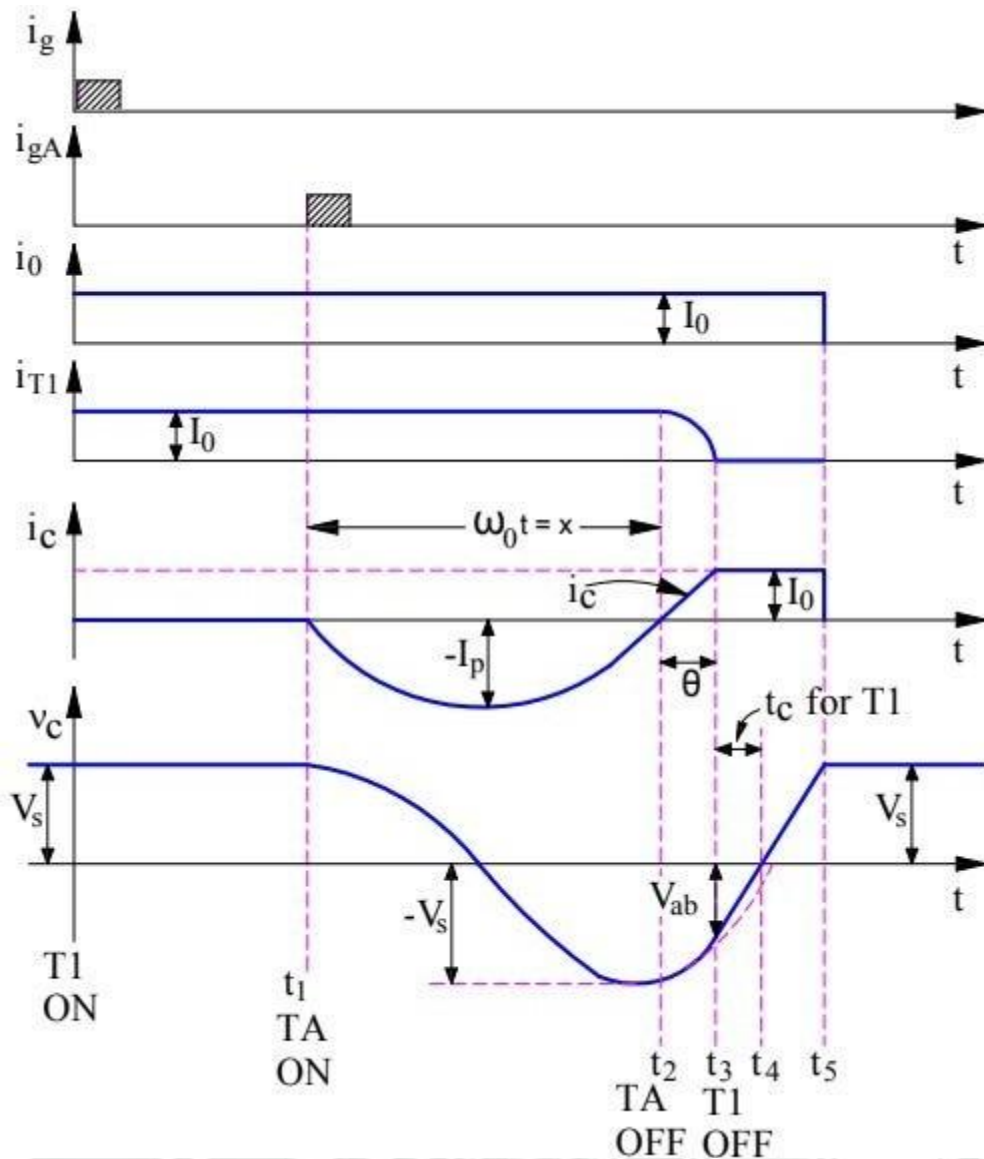 i_g
i_gA
t
i_0
I_0
t
i_T1
I_0
t
i_c
ω_0 t = x
i_c
I_0
-I_p
t
θ
t_c for T1
v_c
V_s
V_s
-V_s
V_ab
t
T1
ON
t_1
TA
ON
t_2
TA
OFF
t_3
T1
OFF
t_4
t_5